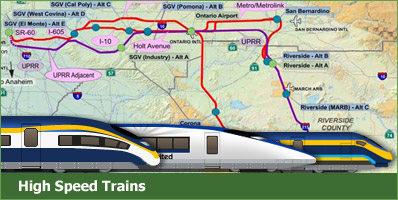 SGV (Cal Poly) - Alt C
SGV (Pomona) - Alt B
Metro/Metrolink
San Bernardino
SGV (West Covina) - Alt D
Ontario Airport
SGV (El Monte) - Alt E
I-605
SR-60
SAN BERNARDINO INTL
I-10
Holt Avenue
ONTARIO INTL
UPRR
Riverside - Alt B
UPRR
SGV (Industry) - Alt A
Riverside - Alt A
UPRR Adjacent
to Anaheim
MARCH ARB
Riverside (MARB) - Alt C
Corona
RIVERSIDE
COUNTY
High Speed Trains